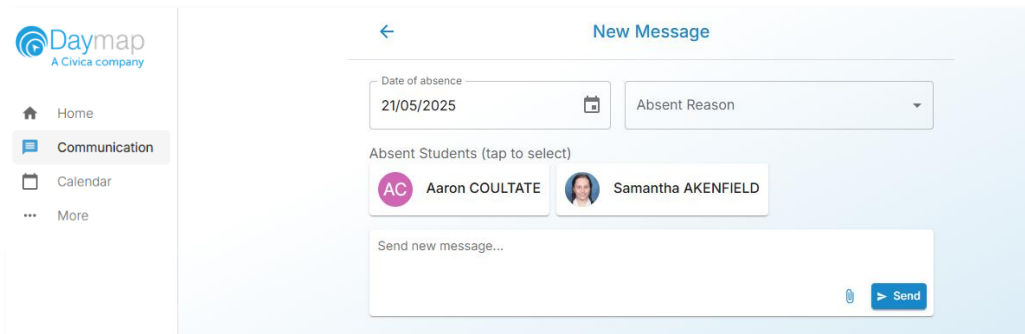 Daymap
A Civica company
Home
Communication
Calendar
More
New Message
Date of absence
21/05/2025
Absent Reason
Absent Students (tap to select)
AC
Aaron COULTATE
Samantha AKENFIELD
Send new message...
Send